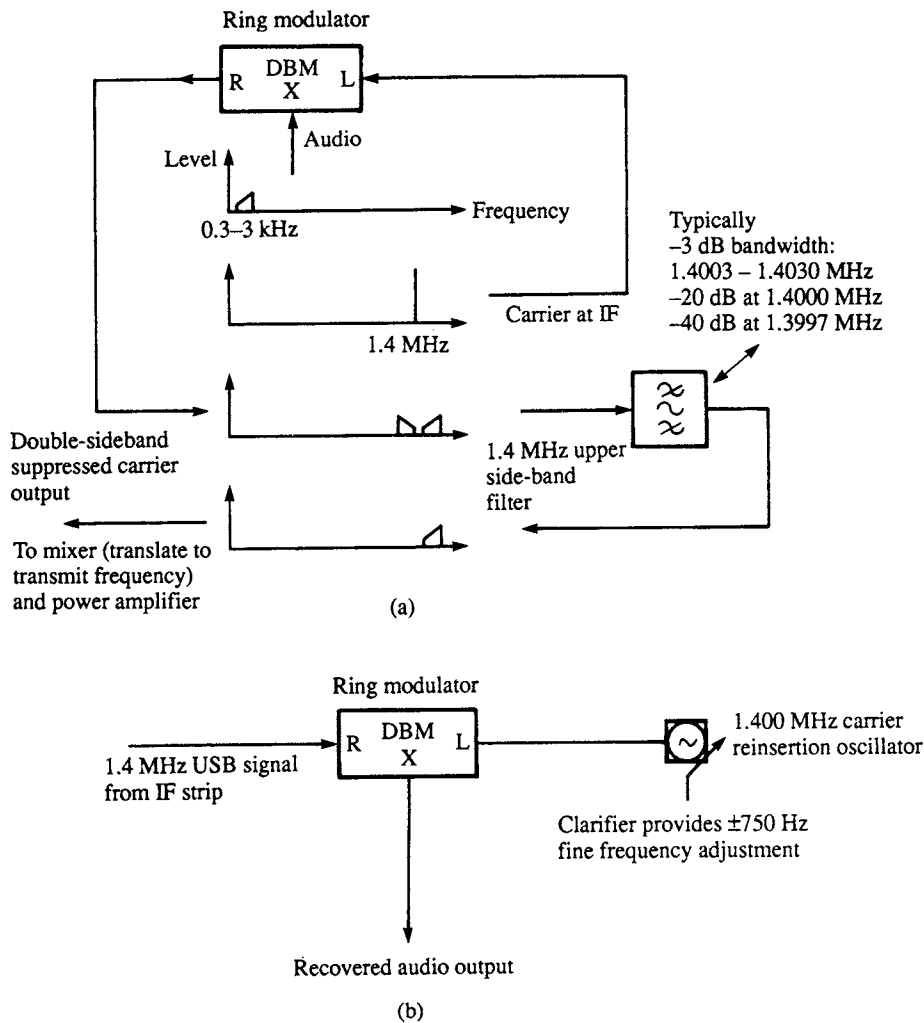 Ring modulator
R DBM L
X
Audio
Level
Frequency
0.3–3 kHz
Typically
–3 dB bandwidth:
1.4003 – 1.4030 MHz
–20 dB at 1.4000 MHz
–40 dB at 1.3997 MHz
Carrier at IF
1.4 MHz
Double-sideband
suppressed carrier
output
1.4 MHz upper
side-band
filter
To mixer (translate to
transmit frequency)
and power amplifier
(a)
Ring modulator
R DBM L
X
1.4 MHz USB signal
from IF strip
1.400 MHz carrier
reinsertion oscillator
Clarifier provides ±750 Hz
fine frequency adjustment
Recovered audio output
(b)